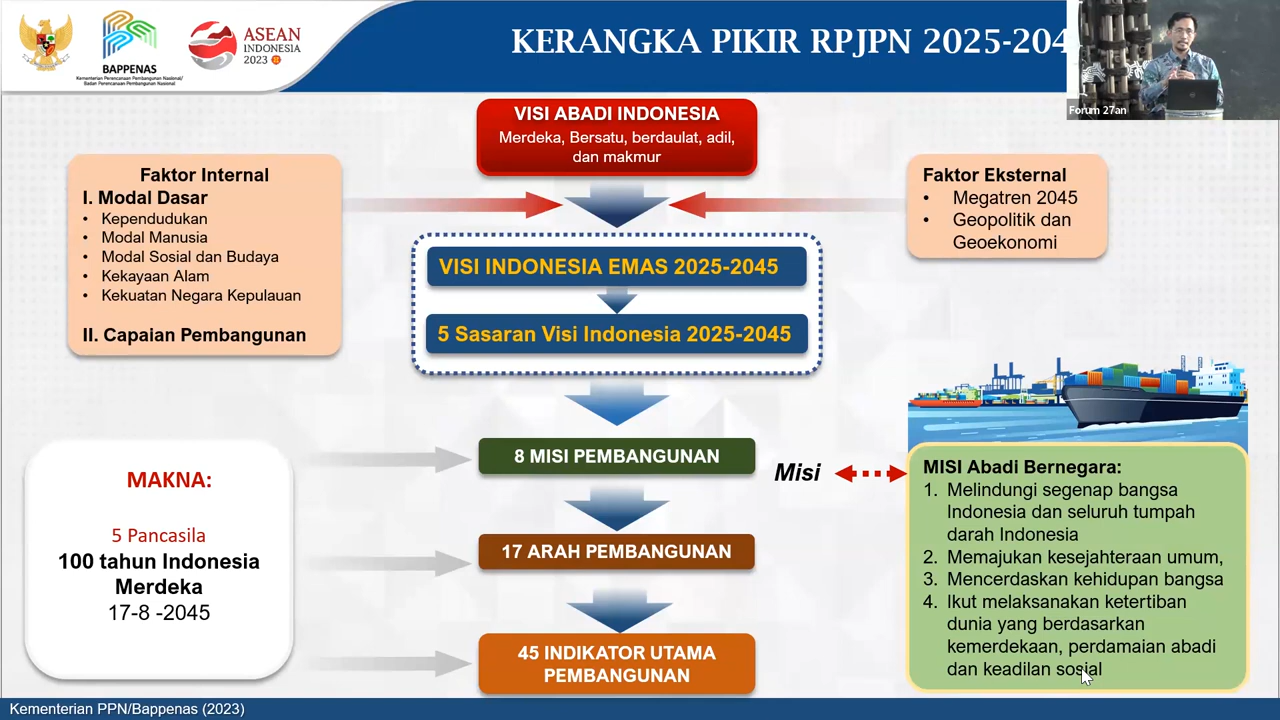 BAPPENAS
Kementerian Perencanaan Pembangunan Nasional/
Badan Perencanaan Pembangunan Nasional
ASEAN
INDONESIA
2023
KERANGKA PIKIR RPJPN 2025-204
Forum 27an
VISI ABADI INDONESIA
Merdeka, Bersatu, berdaulat, adil,
dan makmur
Faktor Internal
I. Modal Dasar
• Kependudukan
• Modal Manusia
• Modal Sosial dan Budaya
• Kekayaan Alam
• Kekuatan Negara Kepulauan
II. Capaian Pembangunan
Faktor Eksternal
• Megatren 2045
• Geopolitik dan
Geoekonomi
VISI INDONESIA EMAS 2025-2045
5 Sasaran Visi Indonesia 2025-2045
8 MISI PEMBANGUNAN
Misi
17 ARAH PEMBANGUNAN
45 INDIKATOR UTAMA
PEMBANGUNAN
MAKNA:
5 Pancasila
100 tahun Indonesia
Merdeka
17-8 -2045
MISI Abadi Bernegara:
1. Melindungi segenap bangsa
Indonesia dan seluruh tumpah
darah Indonesia
2. Memajukan kesejahteraan umum,
3. Mencerdaskan kehidupan bangsa
4. Ikut melaksanakan ketertiban
dunia yang berdasarkan
kemerdekaan, perdamaian abadi
dan keadilan sosial
Kementerian PPN/Bappenas (2023)